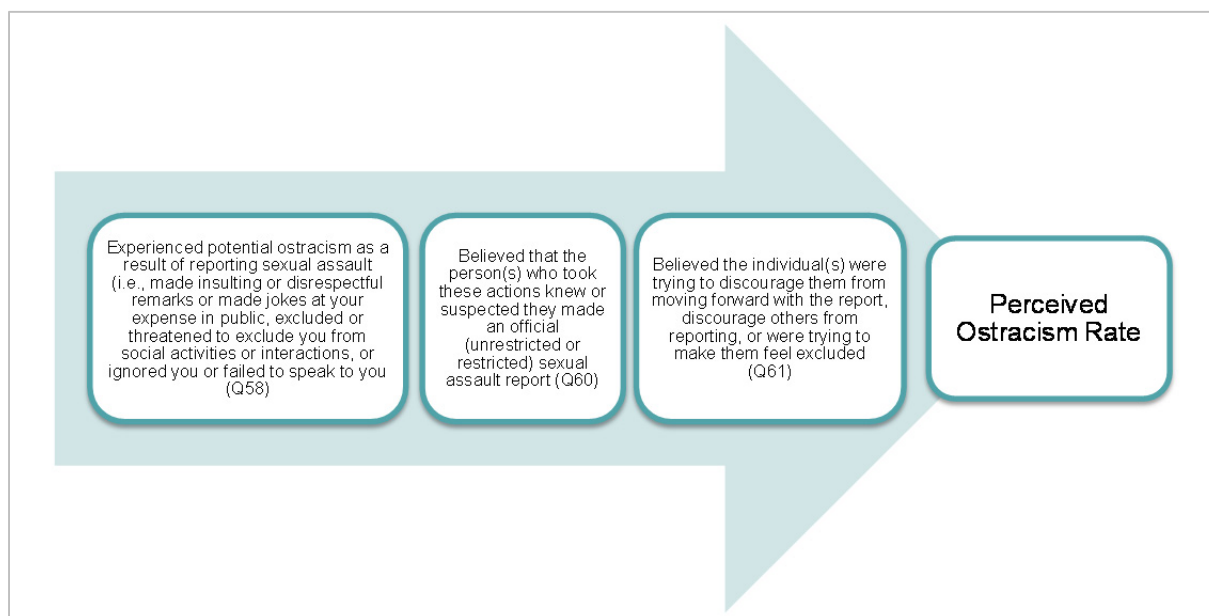 Experienced potential ostracism as a
result of reporting sexual assault
(i.e., made insulting or disrespectful
remarks or made jokes at your
expense in public, excluded or
threatened to exclude you from
social activities or interactions, or
ignored you or failed to speak to you
(Q58)
Believed that the
person(s) who took
these actions knew or
suspected they made
an official
(unrestricted or
restricted) sexual
assault report (Q60)
Believed the individual(s) were
trying to discourage them from
moving forward with the report,
discourage others from
reporting, or were trying to
make them feel excluded
(Q61)
Perceived
Ostracism Rate